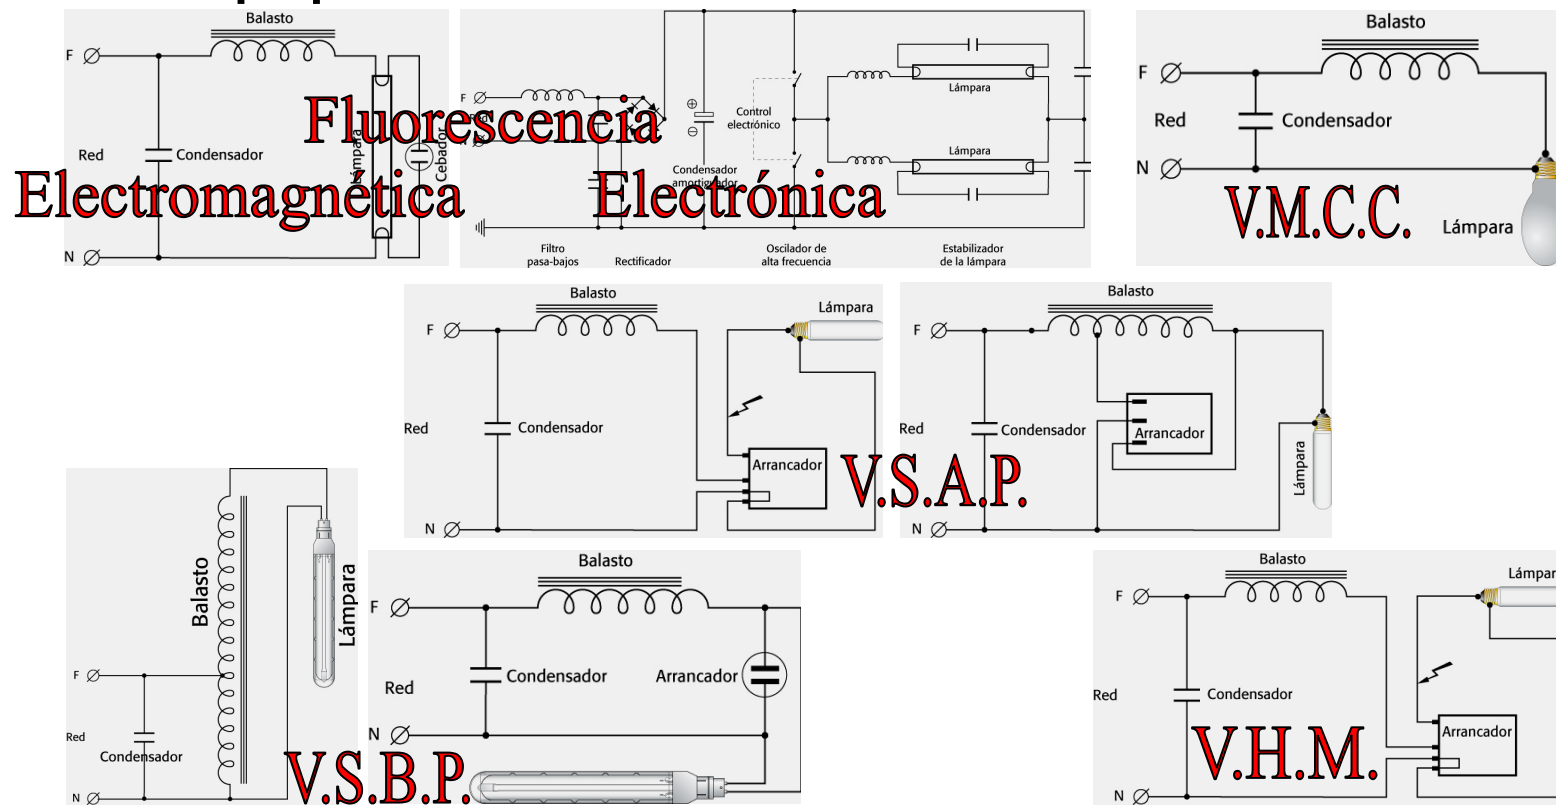 Balasto
F
Red
Condensador
Lámpara
Cebador
N
Fluorescencia
Electromagnética
Electrónica
F
Control
electrónico
Condensador
amortiguador
Lámpara
Lámpara
Filtro
pasa-bajos
Rectificador
Oscilador de
alta frecuencia
Estabilizador
de la lámpara
Balasto
F
Red
Condensador
N
V.M.C.C.
Lámpara
Balasto
Lámpara
F
Red
Condensador
Arrancador
N
V.S.A.P.
Balasto
F
Red
Condensador
Arrancador
Lámpara
N
Balasto
Lámpara
F
Red
Condensador
N
V.S.B.P.
Balasto
F
Red
Condensador
Arrancador
N
Balasto
Lámpar
F
Red
Condensador
Arrancador
N
V.H.M.